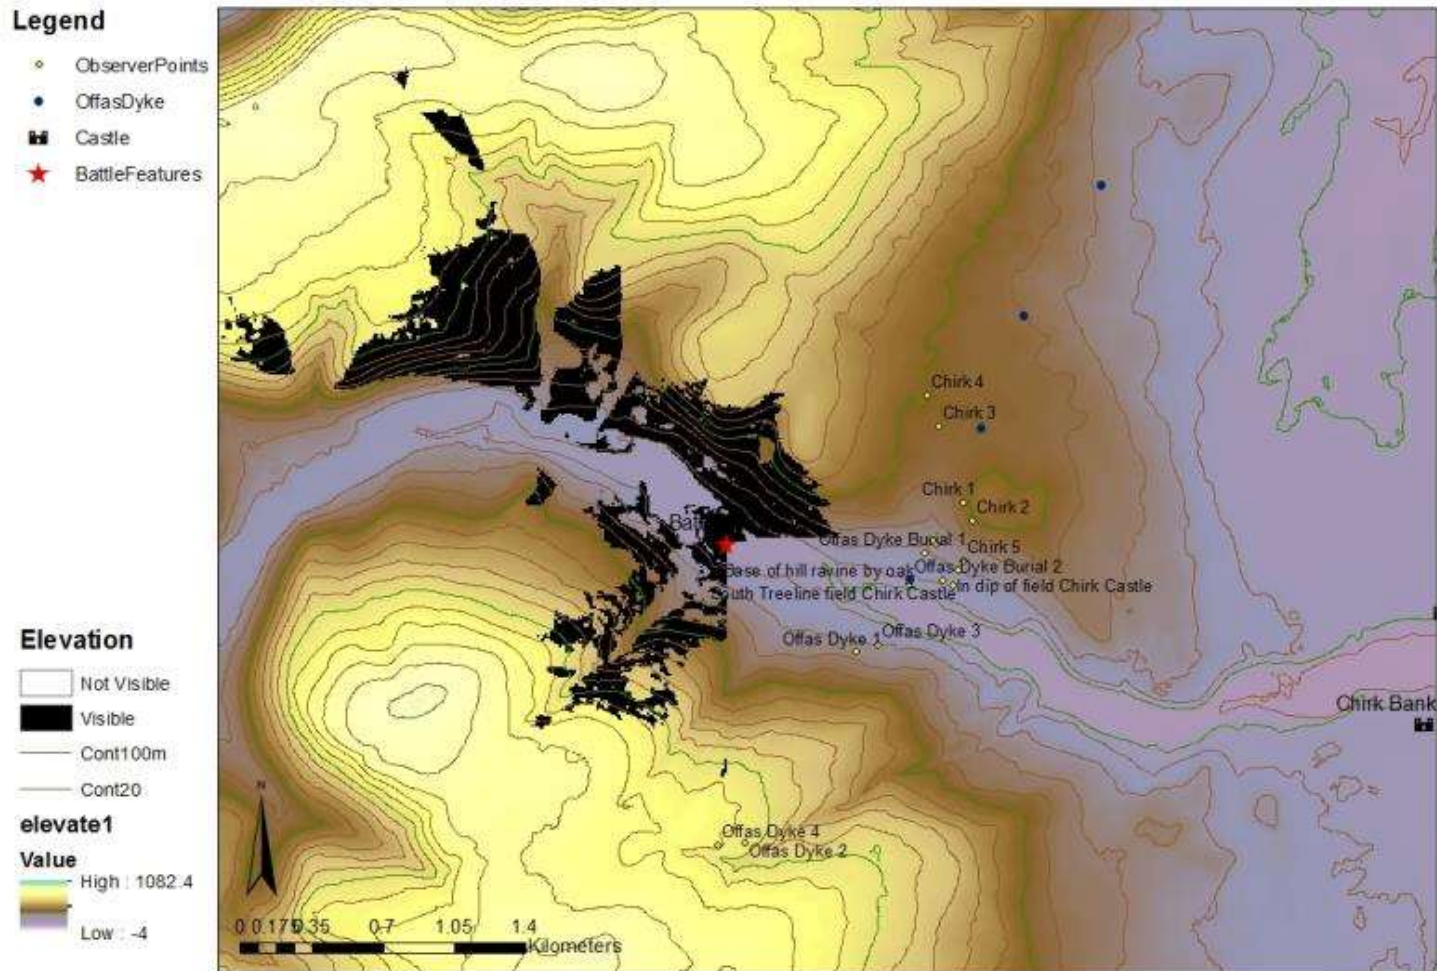 Legend
ObserverPoints
OffasDyke
Castle
BattleFeatures
Chirk 4
Chirk 3
Chirk 1
Chirk 2
Offas Dyke Burial 1
Chirk 5
Base of hill ravine by oak
Offas Dyke Burial 2
South Treeline field Chirk Castle
In dip of field Chirk Castle
Offas Dyke 1
Offas Dyke 3
Chirk Bank
Offas Dyke 4
Offas Dyke 2
Elevation
Not Visible
Visible
Cont100m
Cont20
elevate1
Value
High : 1082.4
Low : -4
N
0 0.175 0.35 0.7 1.05 1.4
Kilometers